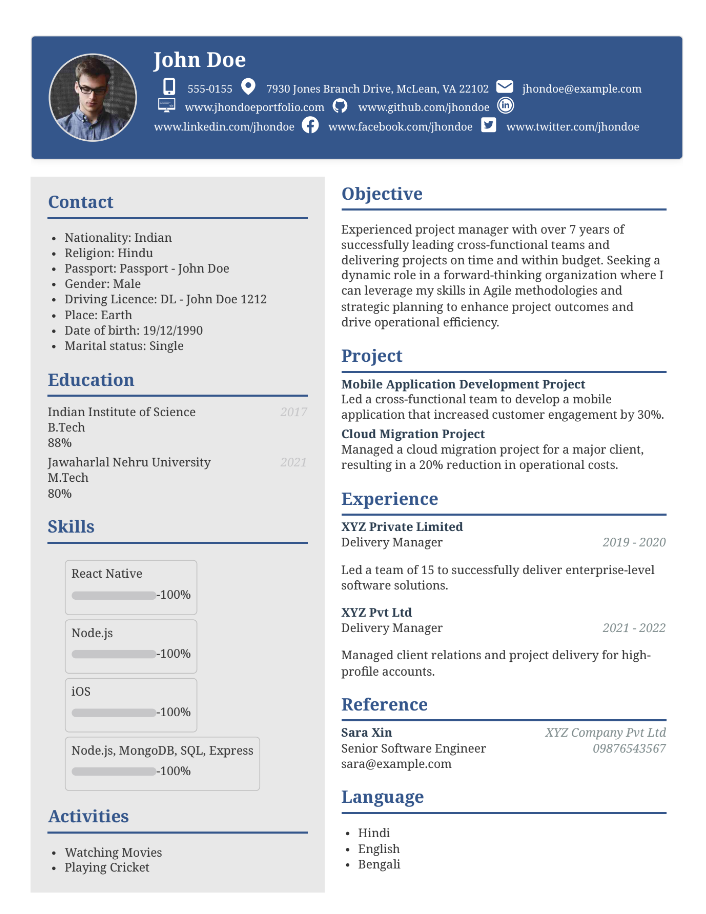 John Doe
555-0155 7930 Jones Branch Drive, McLean, VA 22102 jhondoe@example.com
www.jhondoeportfolio.com www.github.com/jhondoe in
www.linkedin.com/jhondoe www.facebook.com/jhondoe www.twitter.com/jhondoe
Contact
• Nationality: Indian
• Religion: Hindu
• Passport: Passport - John Doe
• Gender: Male
• Driving Licence: DL - John Doe 1212
• Place: Earth
• Date of birth: 19/12/1990
• Marital status: Single
Education
Indian Institute of Science 2017
B.Tech
88%
Jawaharlal Nehru University 2021
M.Tech
80%
Skills
React Native
-100%
Node.js
-100%
iOS
-100%
Node.js, MongoDB, SQL, Express
-100%
Activities
• Watching Movies
• Playing Cricket
Objective
Experienced project manager with over 7 years of
successfully leading cross-functional teams and
delivering projects on time and within budget. Seeking a
dynamic role in a forward-thinking organization where I
can leverage my skills in Agile methodologies and
strategic planning to enhance project outcomes and
drive operational efficiency.
Project
Mobile Application Development Project
Led a cross-functional team to develop a mobile
application that increased customer engagement by 30%.
Cloud Migration Project
Managed a cloud migration project for a major client,
resulting in a 20% reduction in operational costs.
Experience
XYZ Private Limited
Delivery Manager 2019 - 2020
Led a team of 15 to successfully deliver enterprise-level
software solutions.
XYZ Pvt Ltd
Delivery Manager 2021 - 2022
Managed client relations and project delivery for high-
profile accounts.
Reference
Sara Xin XYZ Company Pvt Ltd
Senior Software Engineer 09876543567
sara@example.com
Language
• Hindi
• English
• Bengali